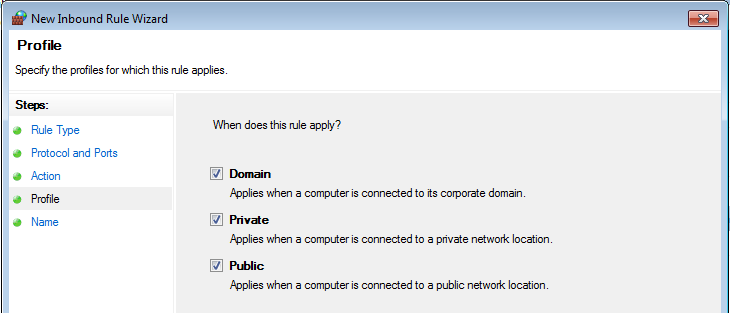 New Inbound Rule Wizard
Profile
Specify the profiles for which this rule applies.
Steps:
Rule Type
Protocol and Ports
Action
Profile
Name
When does this rule apply?
Domain
Applies when a computer is connected to its corporate domain.
Private
Applies when a computer is connected to a private network location.
Public
Applies when a computer is connected to a public network location.